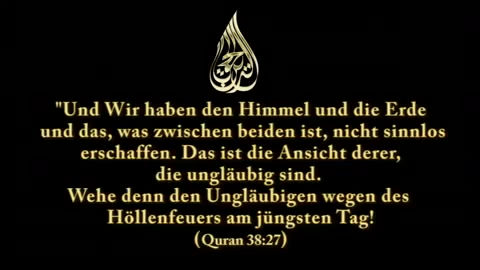 "Und Wir haben den Himmel und die Erde
und das, was zwischen beiden ist, nicht sinnlos
erschaffen. Das ist die Ansicht derer,
die ungläubig sind.
Wehe denn den Ungläubigen wegen des
Höllenfeuers am jüngsten Tag!
(Quran 38:27)